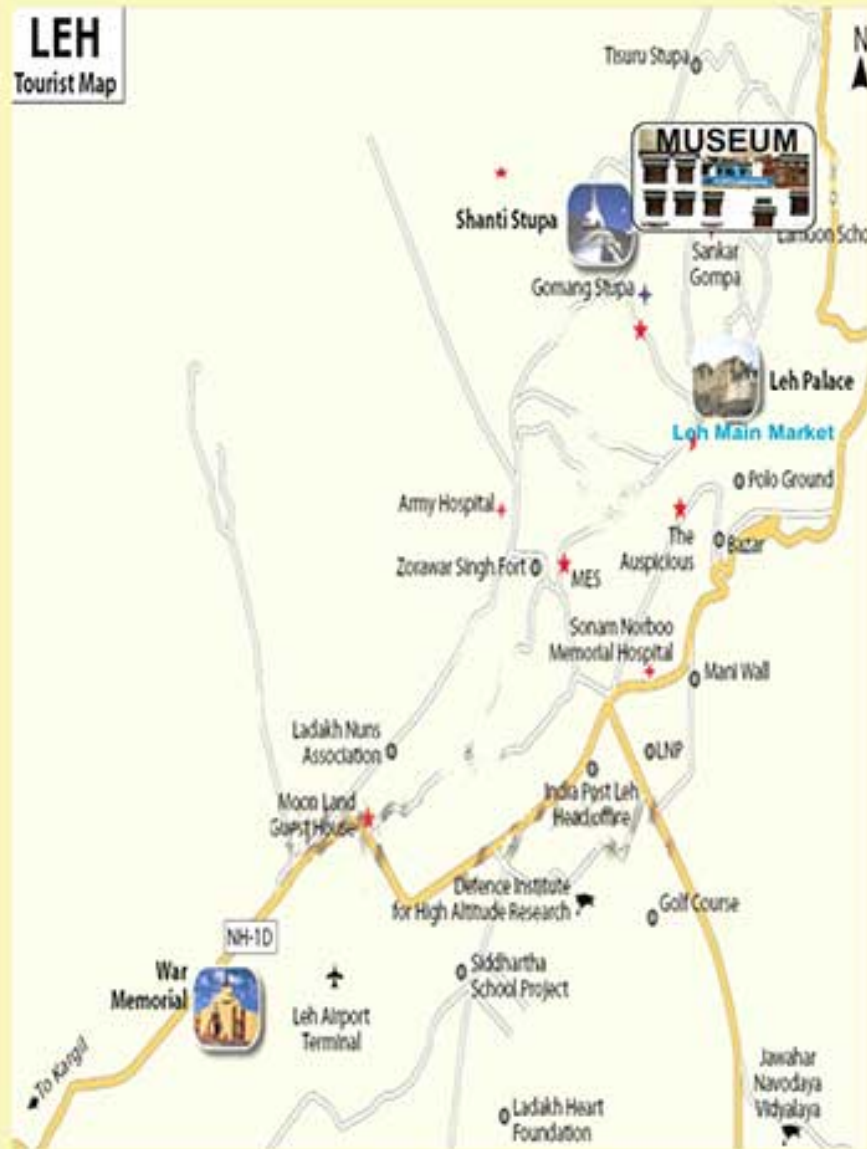 LEH
Tourist Map
N
Tisuru Stupa
MUSEUM
Shanti Stupa
Sankar
Gompa
Gomang Stupa
Leh Palace
Leh Main Market
Polo Ground
Army Hospital
The
Auspicious
Bazar
Zorawar Singh Fort
MES
Sonam Norboo
Memorial Hospital
Mani Wall
Ladakh Nuns
Association
LNP
India Post Leh
Head office
Moon Land
Guest House
Defence Institute
for High Altitude Research
Golf Course
NH-1D
War
Memorial
Siddhartha
School Project
Leh Airport
Terminal
To Kargil
Jawahar
Navodaya
Vidyalaya
Ladakh Heart
Foundation